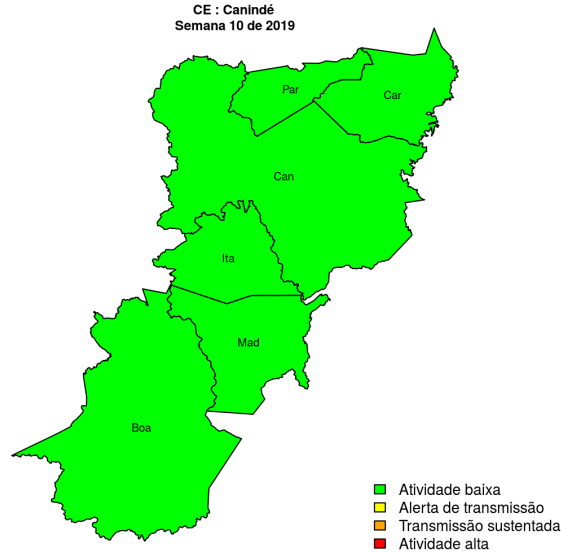 CE : Canindé
Semana 10 de 2019
Par
Car
Can
Ita
Mad
Boa
Atividade baixa
Alerta de transmissão
Transmissão sustentada
Atividade alta